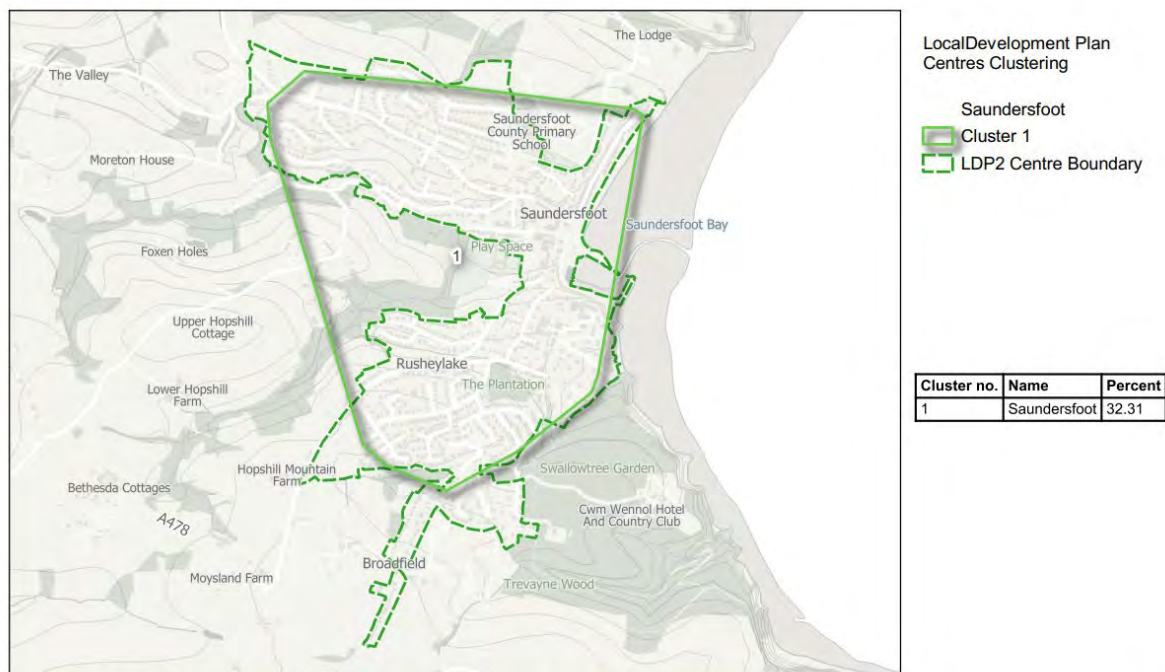 The Lodge
The Valley
Saundersfoot
County Primary
School
Moreton House
Saundersfoot
Saundersfoot Bay
Play Space
1
Foxen Holes
Upper Hopshill
Cottage
Rusheylake
The Plantation
Lower Hopshill
Farm
Hopshill Mountain
Farm
Swallowtree Garden
Bethesda Cottages
Cwm Wennol Hotel
And Country Club
A478
Broadfield
Moysland Farm
Trevayne Wood
LocalDevelopment Plan
Centres Clustering
Saundersfoot
Cluster 1
LDP2 Centre Boundary
Cluster no. Name Percent
1 Saundersfoot 32.31